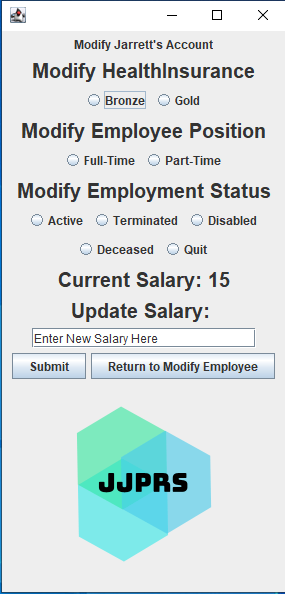 Modify Jarrett's Account
Modify HealthInsurance
Bronze Gold
Modify Employee Position
Full-Time Part-Time
Modify Employment Status
Active Terminated Disabled
Deceased Quit
Current Salary: 15
Update Salary:
Enter New Salary Here
Submit Return to Modify Employee
JJPRS